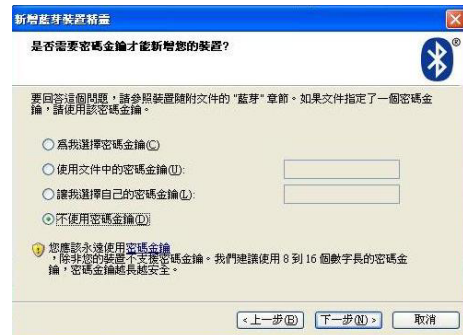 新增藍芽裝置精靈
是否需要密碼金鑰才能新增您的裝置?
要回答這個問題，請參照裝置隨附文件的 "藍芽" 章節。如果文件指定了一個密碼金
鑰，請使用該密碼金鑰。
為我選擇密碼金鑰(C)
使用文件中的密碼金鑰(U):
讓我選擇自己的密碼金鑰(L):
不使用密碼金鑰(D)
您應該永遠使用密碼金鑰
，除非您的裝置不支援密碼金鑰。我們建議使用 8 到 16 個數字長的密碼金
鑰，密碼金鑰越長越安全。
<上一步(B) 下一步(N)> 取消